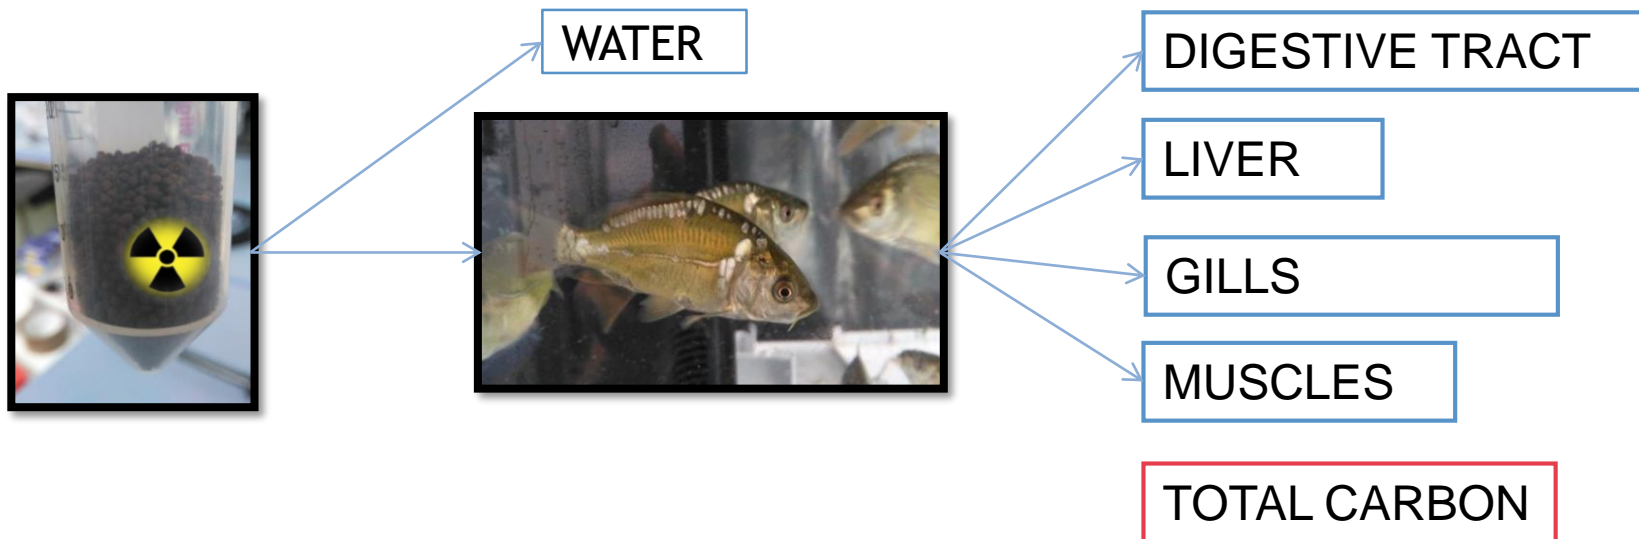 WATER
DIGESTIVE TRACT
LIVER
GILLS
MUSCLES
TOTAL CARBON